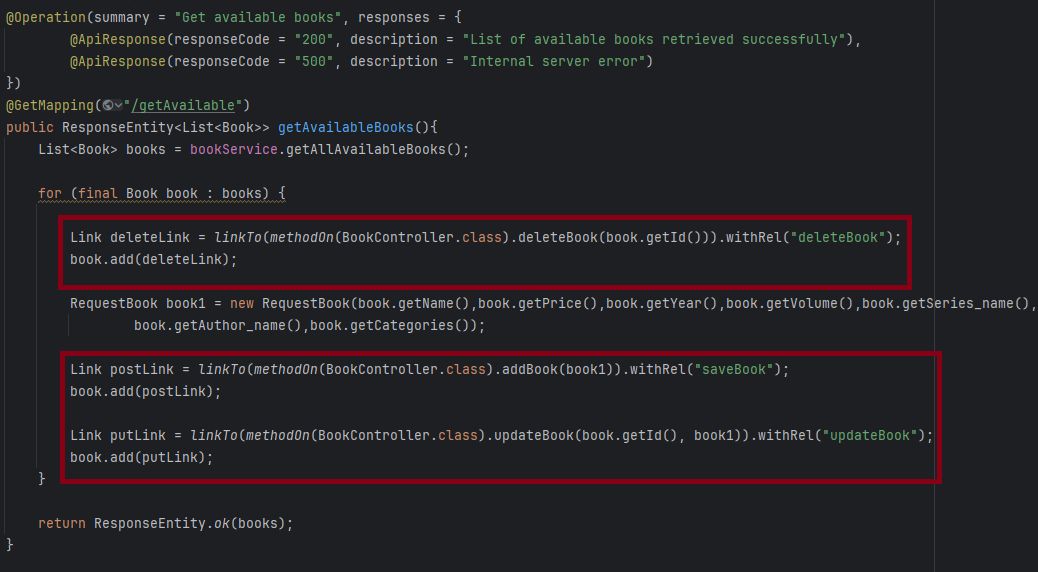 @Operation(summary = "Get available books", responses = {
@ApiResponse(responseCode = "200", description = "List of available books retrieved successfully"),
@ApiResponse(responseCode = "500", description = "Internal server error")
})
@GetMapping("/getAvailable")
public ResponseEntity<List<Book>> getAvailableBooks(){
List<Book> books = bookService.getAllAvailableBooks();
for (final Book book : books) {
Link deleteLink = linkTo(methodOn(BookController.class).deleteBook(book.getId())).withRel("deleteBook");
book.add(deleteLink);
RequestBook book1 = new RequestBook(book.getName(),book.getPrice(),book.getYear(),book.getVolume(),book.getSeries_name(),
book.getAuthor_name(),book.getCategories());
Link postLink = linkTo(methodOn(BookController.class).addBook(book1)).withRel("saveBook");
book.add(postLink);
Link putLink = linkTo(methodOn(BookController.class).updateBook(book.getId(), book1)).withRel("updateBook");
book.add(putLink);
}
return ResponseEntity.ok(books);
}